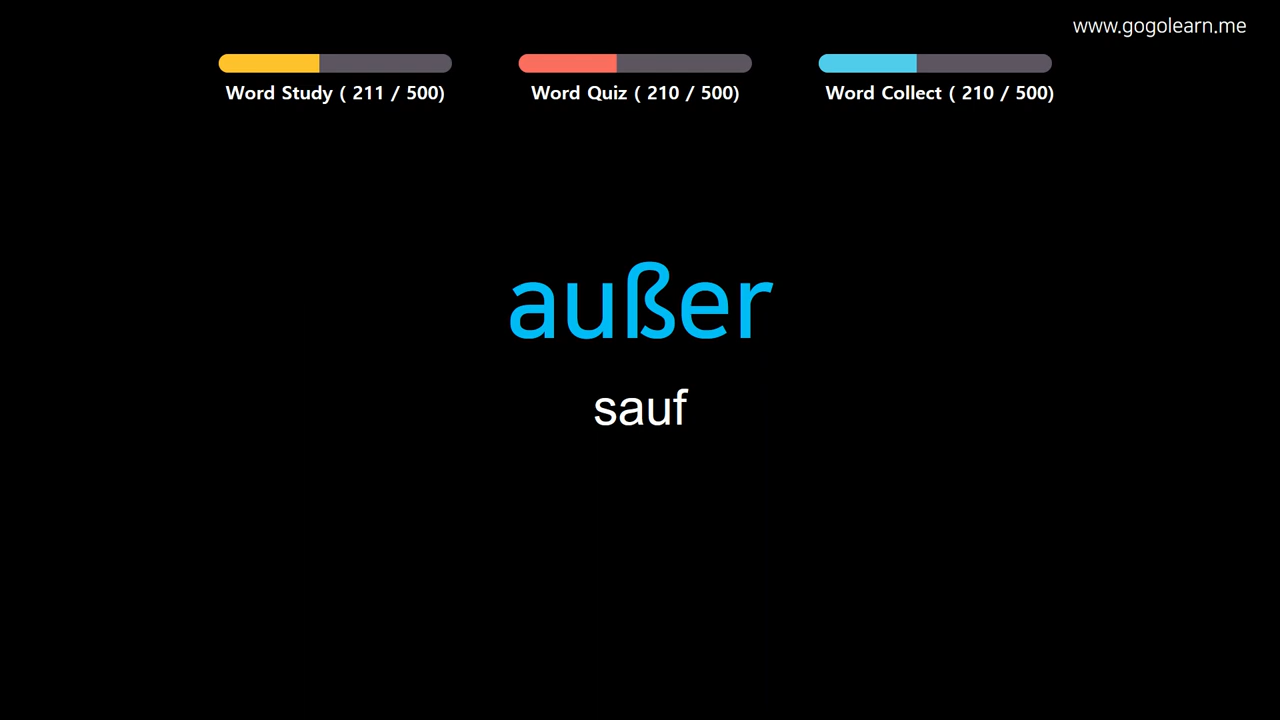 www.gogolearn.me
Word Study ( 211 / 500)
Word Quiz ( 210 / 500)
Word Collect ( 210 / 500)
außer
sauf